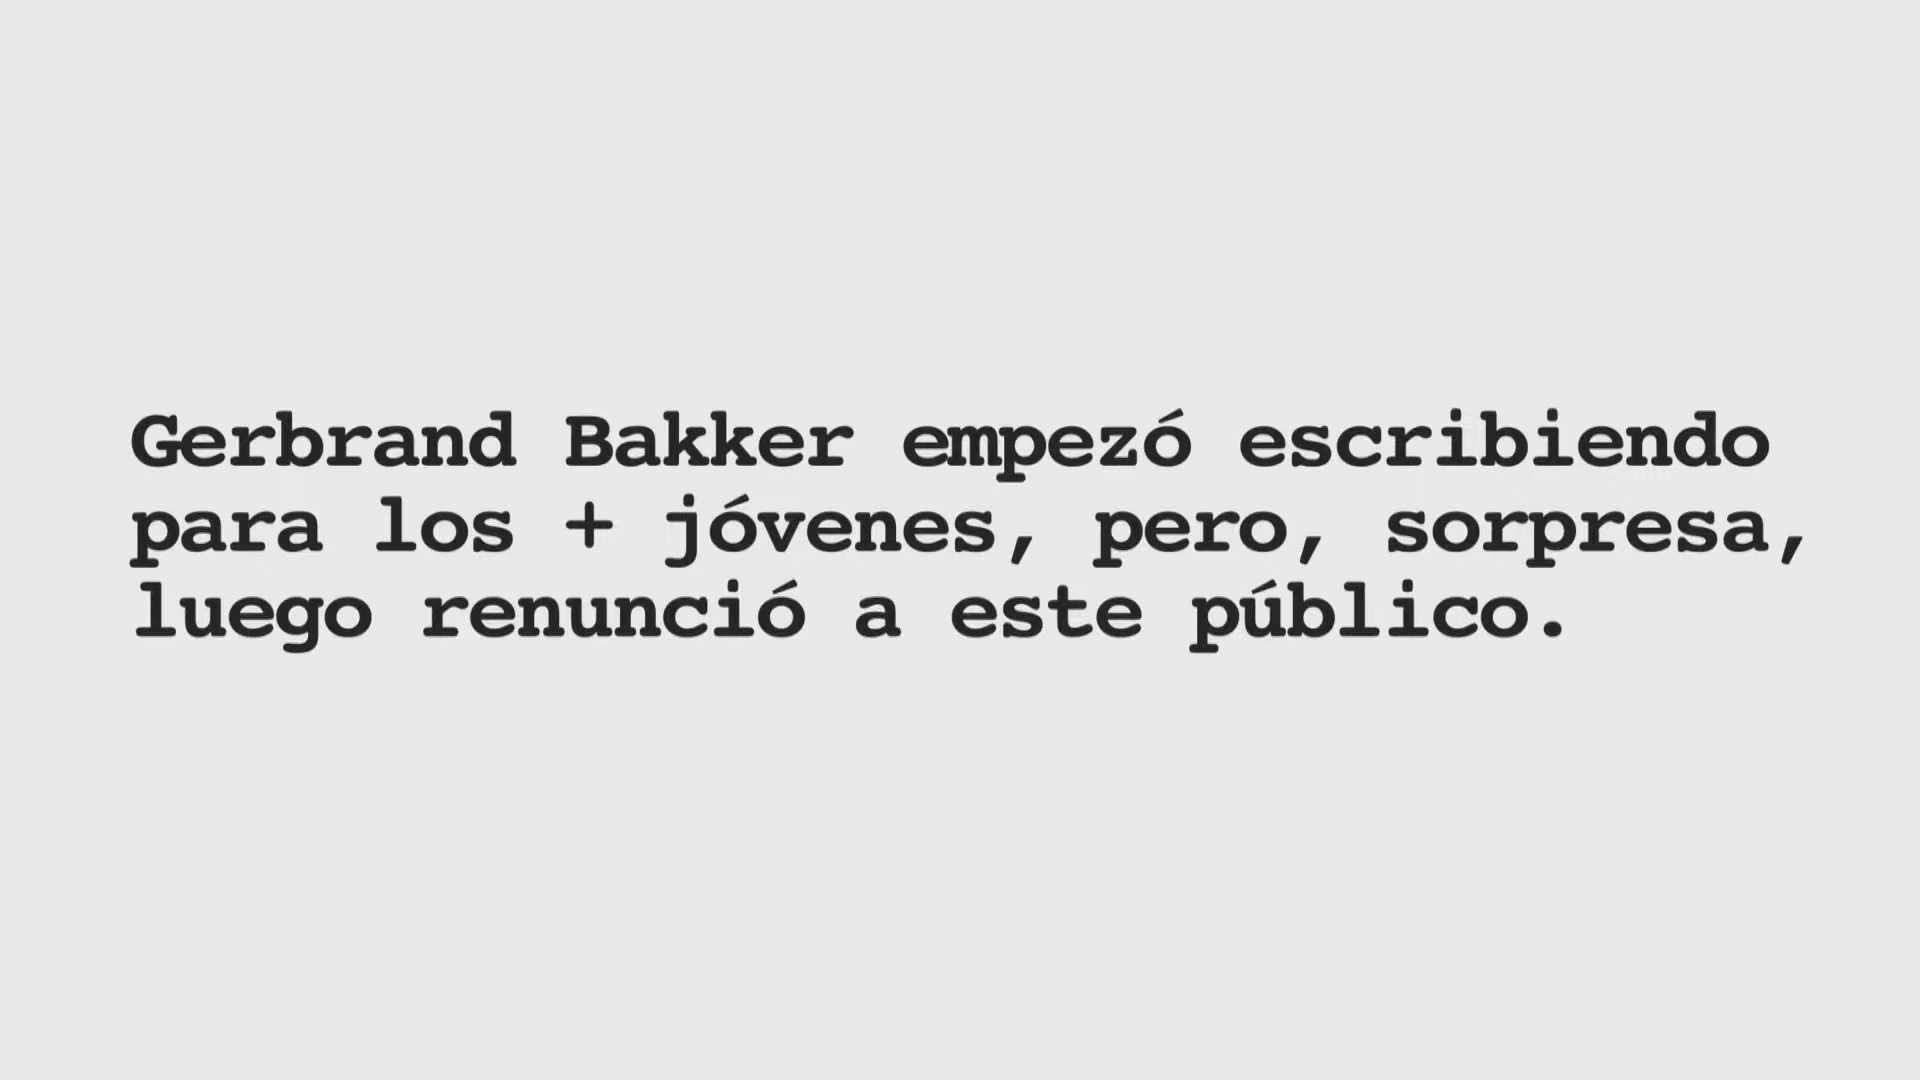 Gerbrand Bakker empezó escribiendo
para los + jóvenes, pero, sorpresa,
luego renunció a este público.